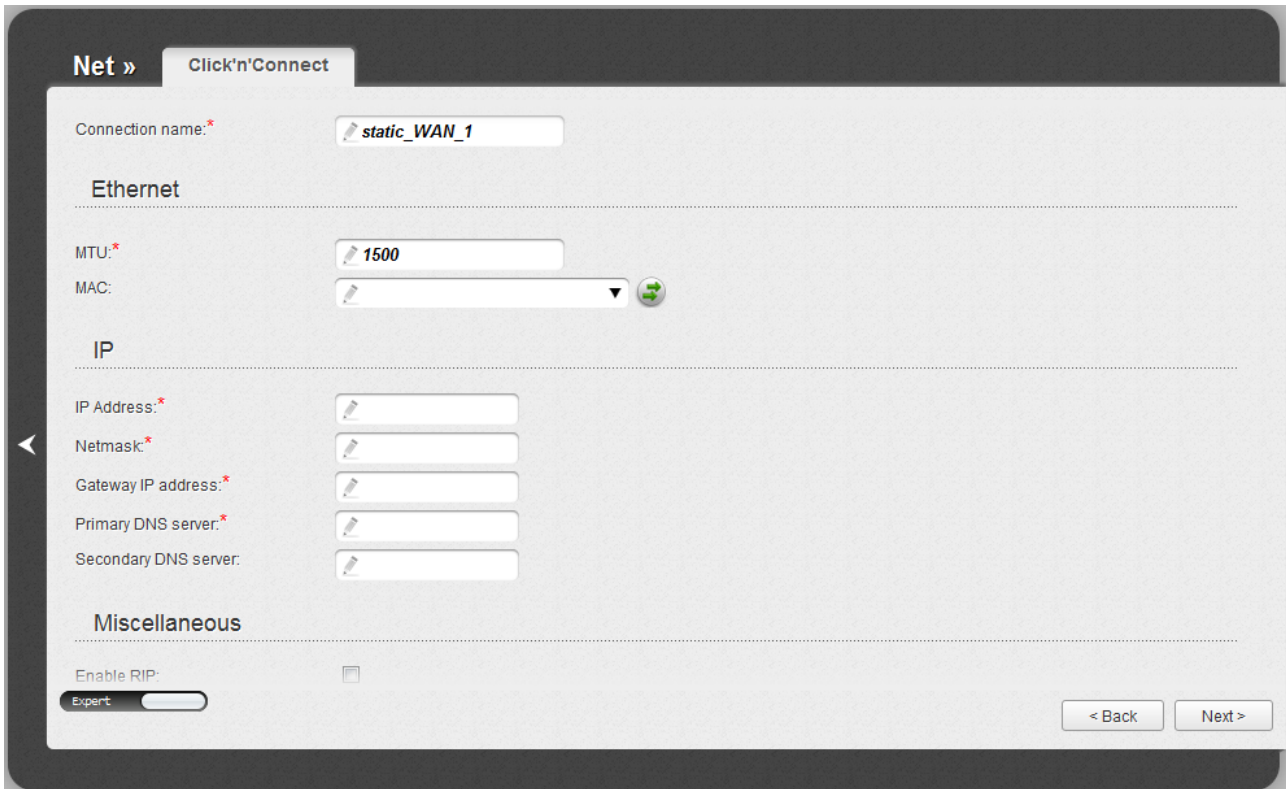 Net » Click'n'Connect
Connection name:* static_WAN_1
Ethernet
MTU:* 1500
MAC:
IP
IP Address:*
Netmask:*
Gateway IP address:*
Primary DNS server:*
Secondary DNS server:
Miscellaneous
Enable RIP:
Expert
< Back Next >